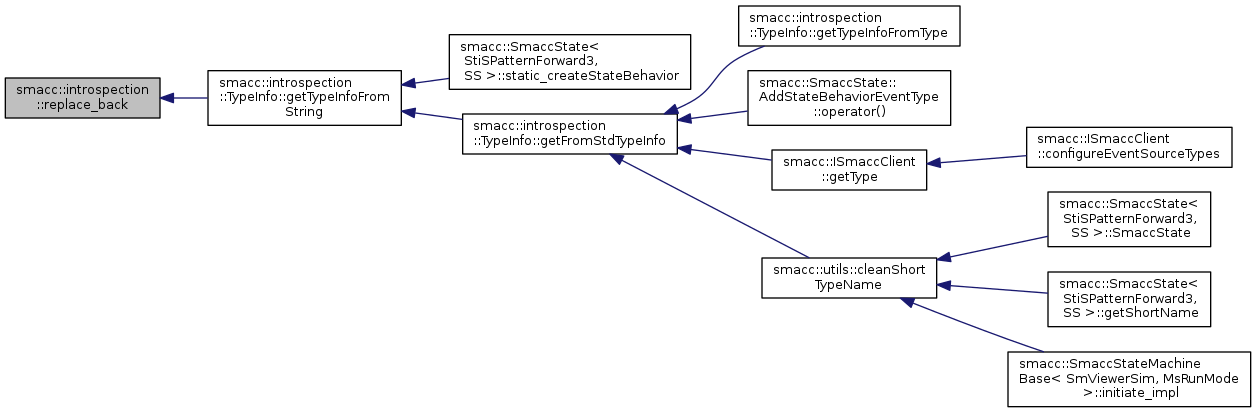 smacc::introspection
::replace_back
smacc::introspection
::TypeInfo::getTypeInfoFrom
String
smacc::SmaccState<
StiSPatternForward3,
SS >::static_createStateBehavior
smacc::introspection
::TypeInfo::getFromStdTypeInfo
smacc::introspection
::TypeInfo::getTypeInfoFromType
smacc::SmaccState::
AddStateBehaviorEventType
::operator()
smacc::ISmaccClient
::getType
smacc::ISmaccClient
::configureEventSourceTypes
smacc::utils::cleanShort
TypeName
smacc::SmaccState<
StiSPatternForward3,
SS >::SmaccState
smacc::SmaccState<
StiSPatternForward3,
SS >::getShortName
smacc::SmaccStateMachine
Base< SmViewerSim, MsRunMode
>::initiate_impl